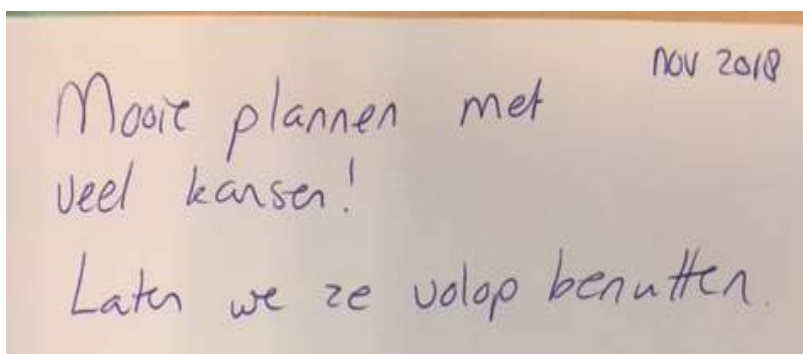 nov 2018
Mooie plannen met
veel kansen!
Laten we ze volop benutten.